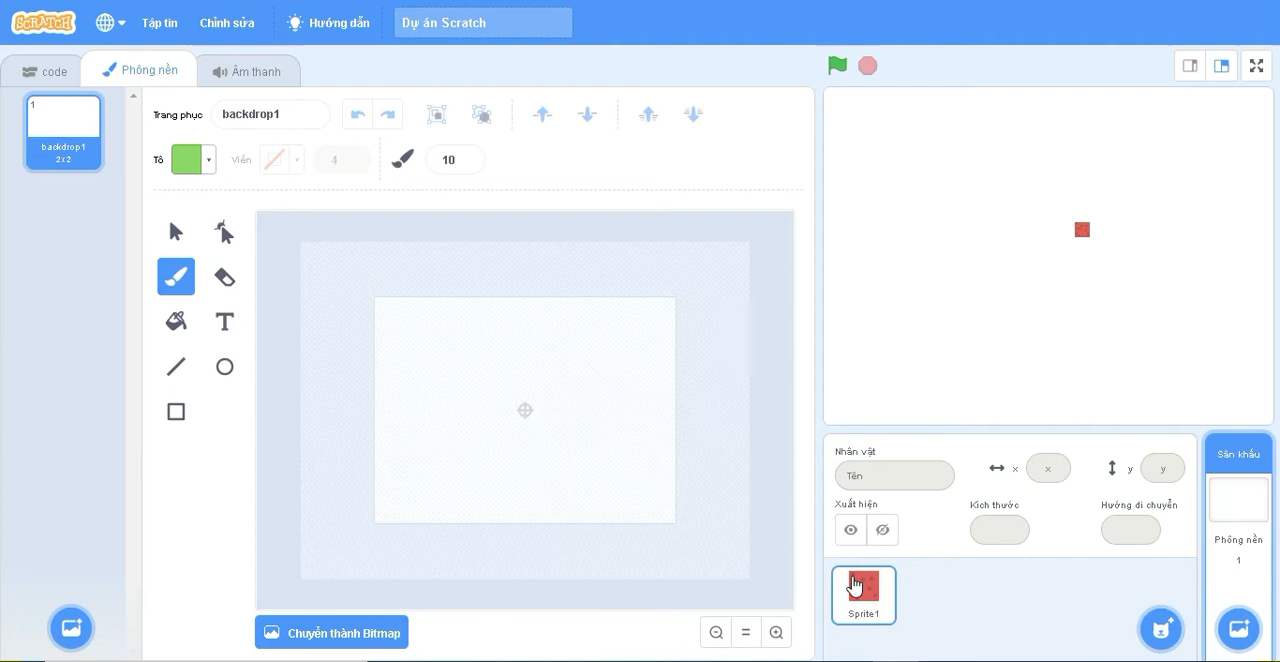 SCRATCH
Tập tin
Chỉnh sửa
Hướng dẫn
Dự án Scratch
code
Phông nền
Âm thanh
1
backdrop1
2x2
Trang phục
backdrop1
Tô
Viền
4
10
T
Chuyển thành Bitmap
Nhân vật
Tên
x
x
y
y
Xuất hiện
Kích thước
Hướng di chuyển
Sprite1
Sân khấu
Phông nền
1